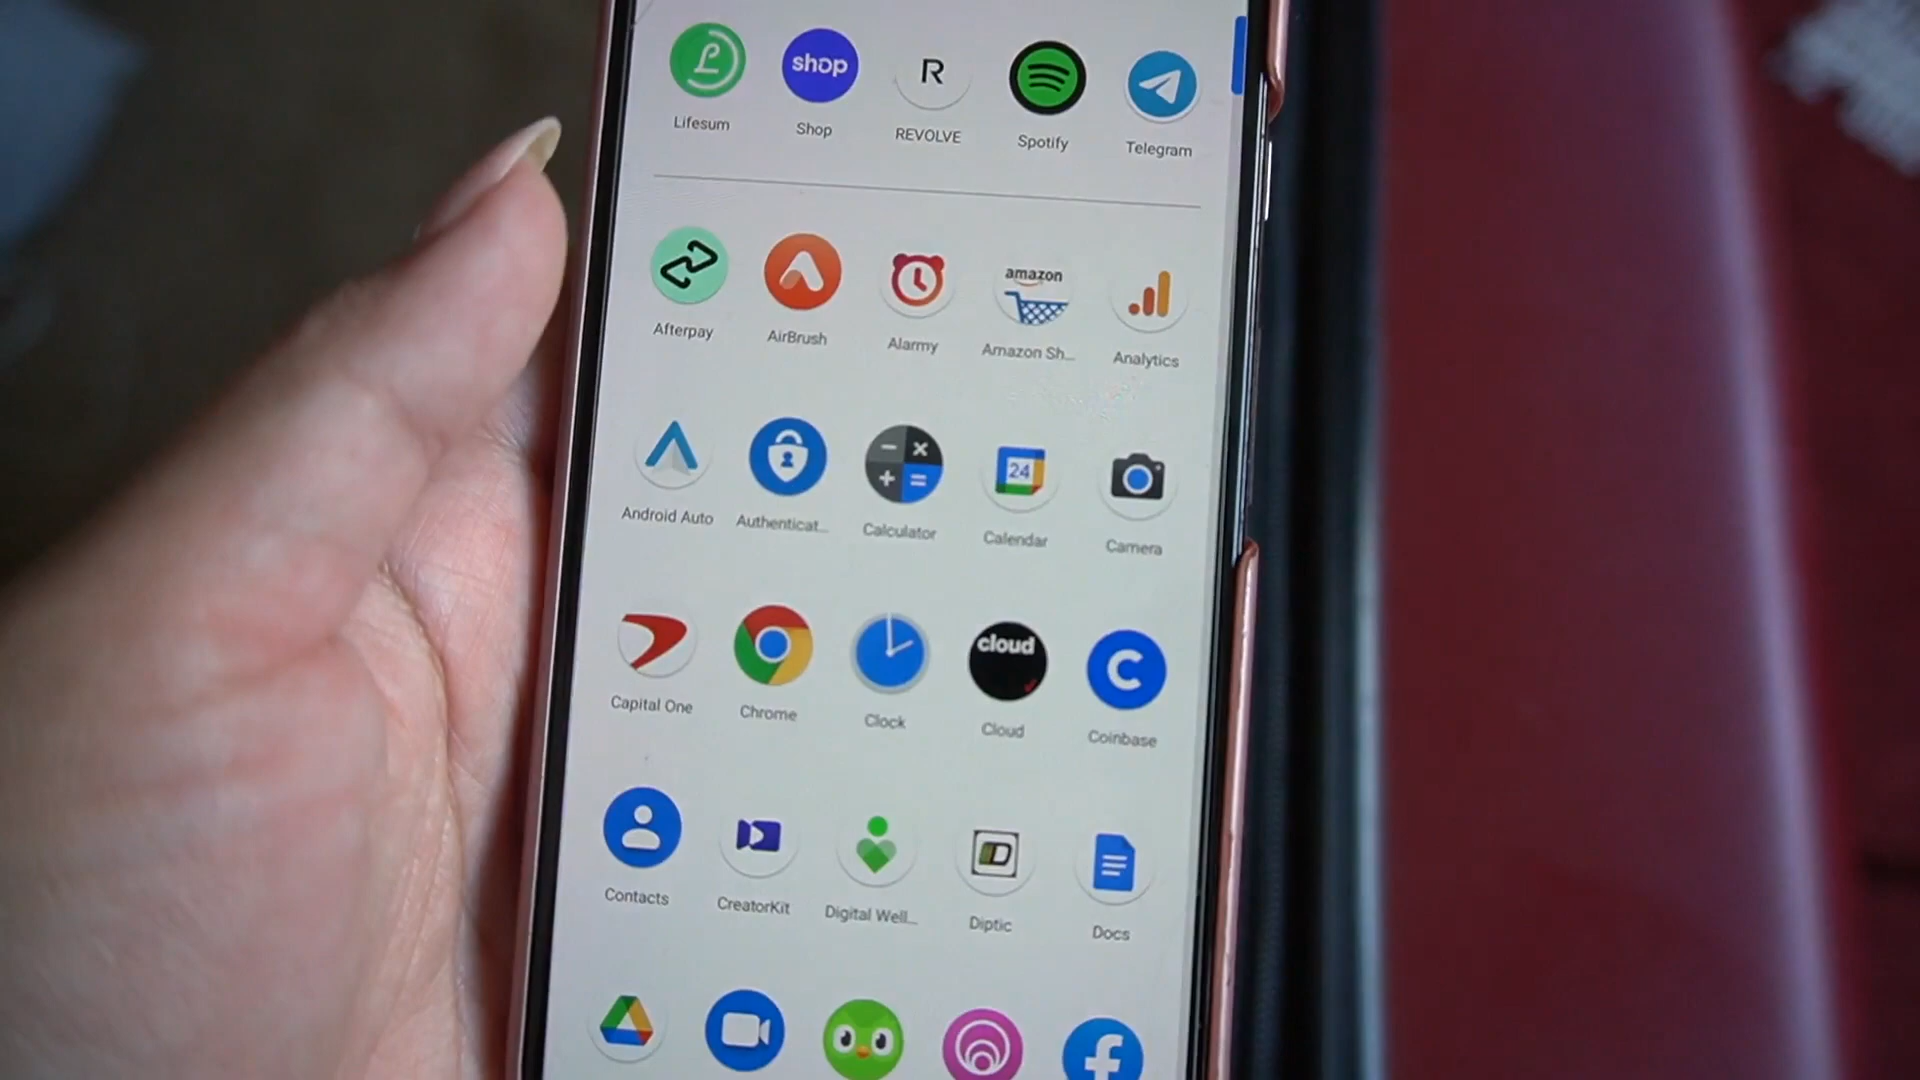 shop
R
Lifesum
Shop
REVOLVE
Spotify
Telegram
amazon
Afterpay
AirBrush
Alarmy
Amazon Sh...
Analytics
24
Android Auto
Authenticat...
Calculator
Calendar
Camera
cloud
C
Capital One
Chrome
Clock
Cloud
Coinbase
D
Contacts
CreatorKit
Digital Well...
Diptic
Docs